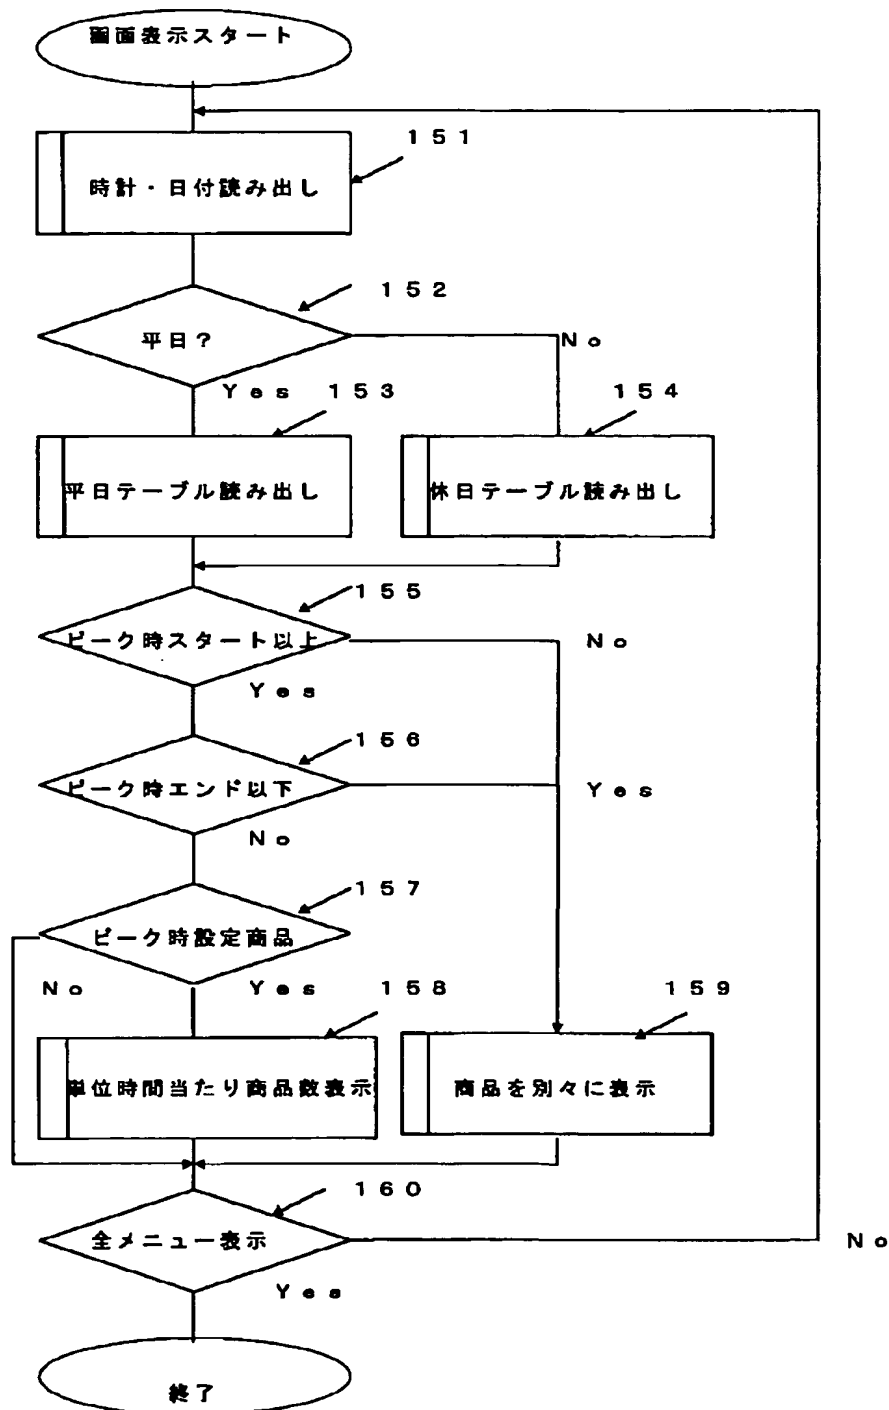 画面表示スタート
151
時計・日付読み出し
152
平日?
No
Yes
153
154
平日テーブル読み出し
休日テーブル読み出し
155
ピーク時スタート以上
No
Yes
156
ピーク時エンド以下
Yes
No
157
ピーク時設定商品
No
Yes
158
159
単位時間当たり商品数表示
商品を別々に表示
160
全メニュー表示
No
Yes
終了